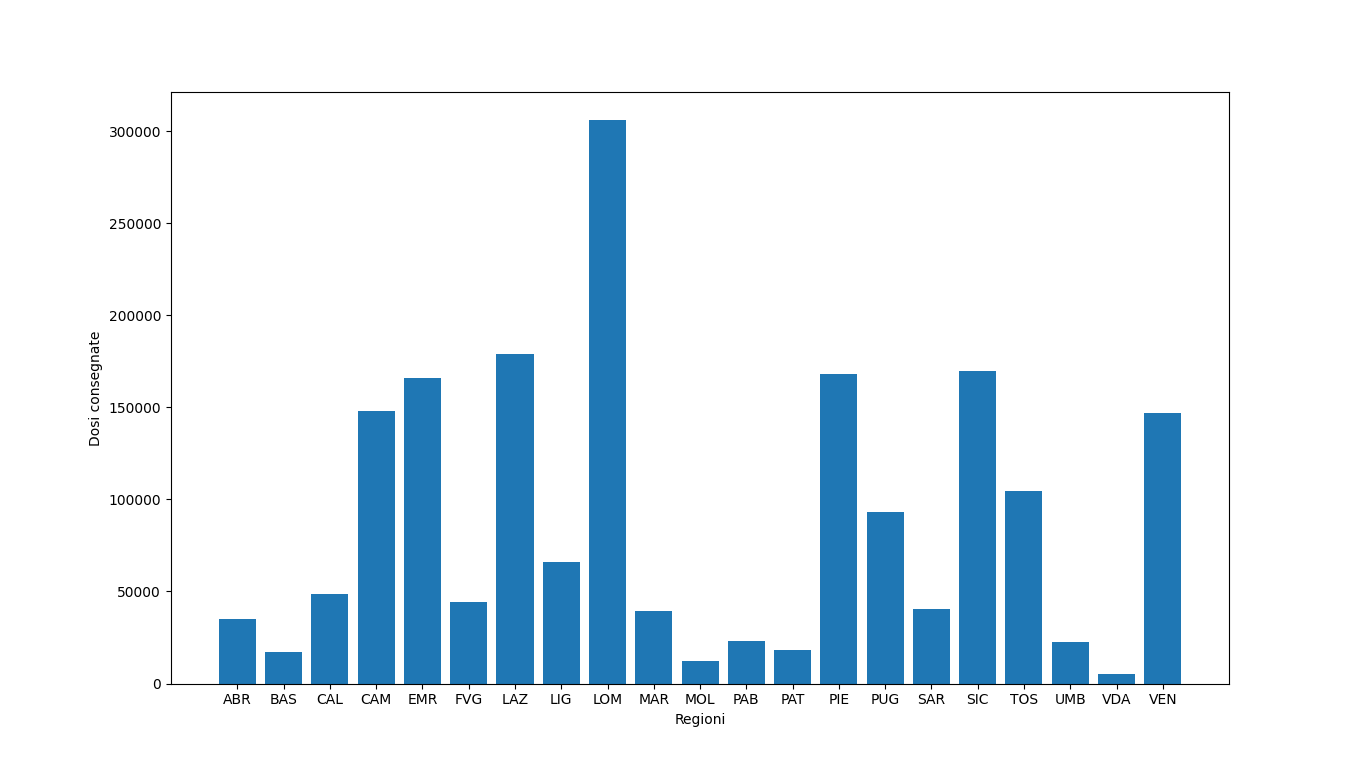 300000
250000
200000
150000
100000
50000
0
Dosi consegnate
ABR BAS CAL CAM EMR FVG LAZ LIG LOM MAR MOL PAB PAT PIE PUG SAR SIC TOS UMB VDA VEN
Regioni